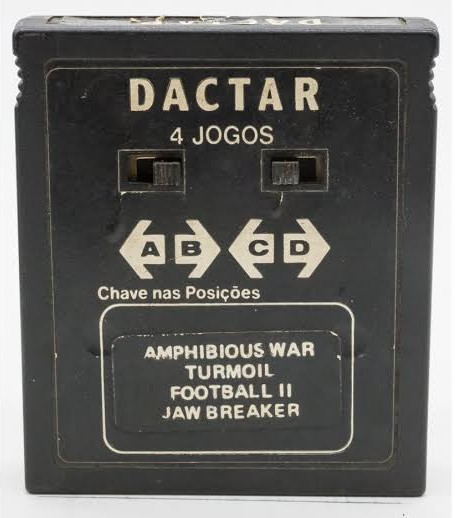 DACTAR
4 JOGOS
A B C D
Chave nas Posições
AMPHIBIOUS WAR
TURMOIL
FOOTBALL II
JAW BREAKER